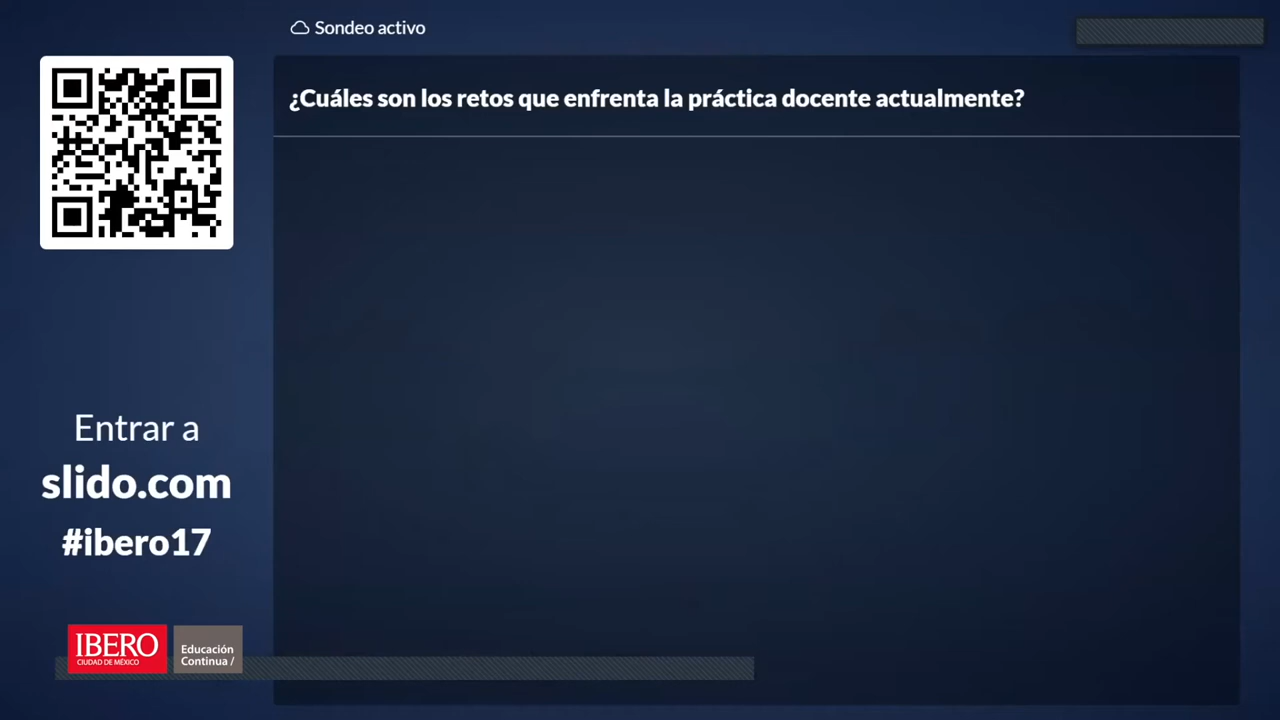 Sondeo activo
¿Cuáles son los retos que enfrenta la práctica docente actualmente?
Entrar a
slido.com
#ibero17
IBERO
CIUDAD DE MÉXICO
Educación
Continua /